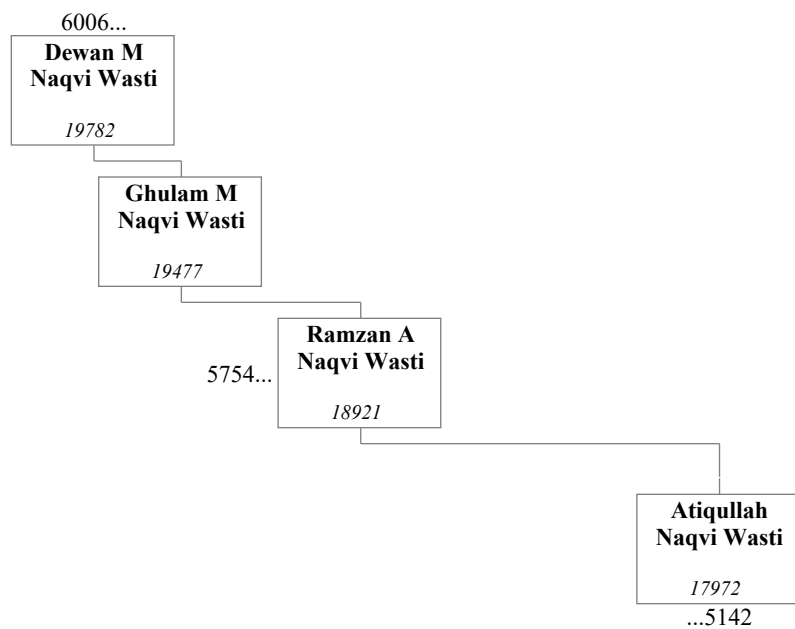 6006...
Dewan M
Naqvi Wasti
19782
Ghulam M
Naqvi Wasti
19477
Ramzan A
Naqvi Wasti
5754...
18921
Atiqullah
Naqvi Wasti
17972
...5142